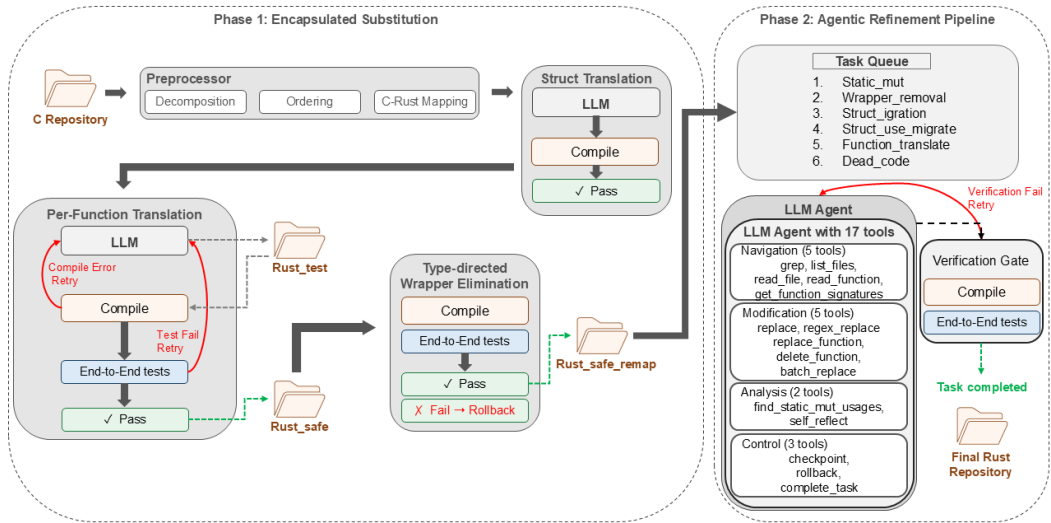 Phase 1: Encapsulated Substitution
C Repository
Preprocessor
Decomposition
Ordering
C-Rust Mapping
Struct Translation
LLM
Compile
✓ Pass
Per-Function Translation
LLM
Compile Error
Retry
Compile
Test Fail
Retry
End-to-End tests
✓ Pass
Rust_test
Rust_safe
Type-directed
Wrapper Elimination
Compile
End-to-End tests
✓ Pass
✗ Fail → Rollback
Rust_safe_remap
Phase 2: Agentic Refinement Pipeline
Task Queue
1. Static_mut
2. Wrapper_removal
3. Struct_igration
4. Struct_use_migrate
5. Function_translate
6. Dead_code
Verification Fail
Retry
LLM Agent
LLM Agent with 17 tools
Navigation (5 tools)
grep, list_files,
read_file, read_function,
get_function_signatures
Modification (5 tools)
replace, regex_replace
replace_function,
delete_function,
batch_replace
Analysis (2 tools)
find_static_mut_usages,
self_reflect
Control (3 tools)
checkpoint,
rollback,
complete_task
Verification Gate
Compile
End-to-End tests
Task completed
Final Rust
Repository